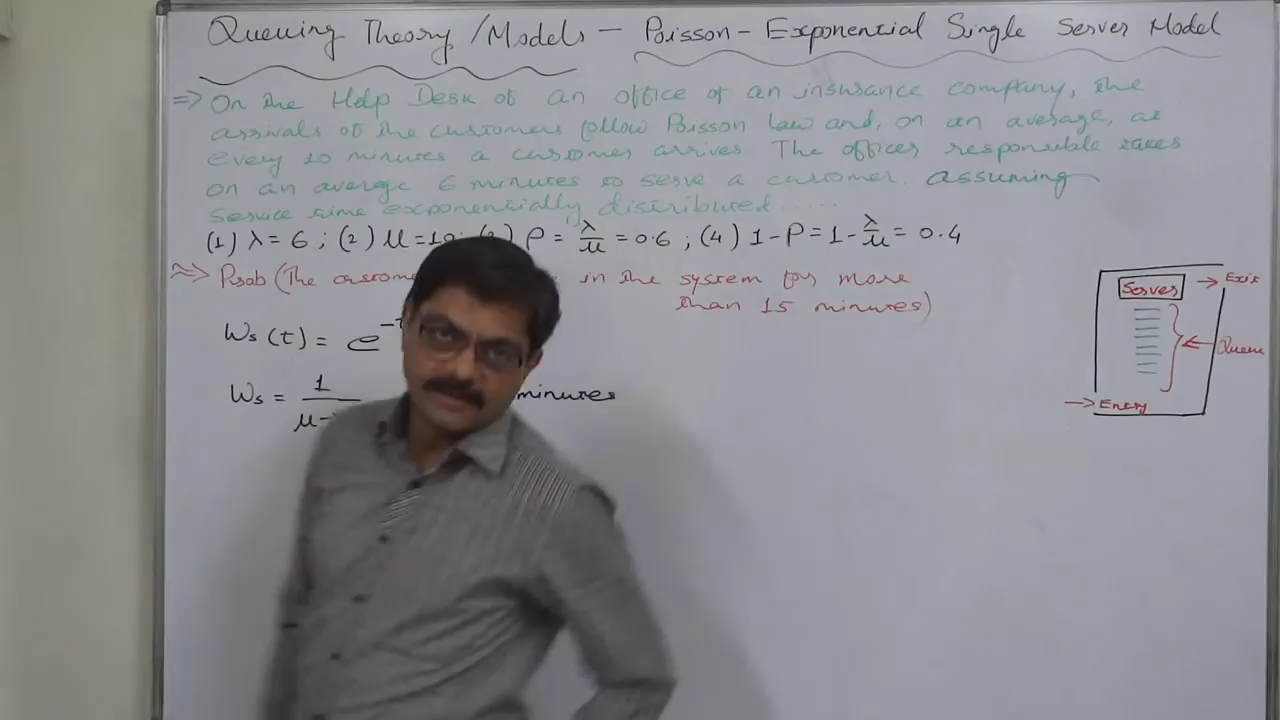 Queuing Theory / Models - Poisson - Exponential Single Server Model
=> On the Help Desk of an office of an insurance company, the
arrivals of the customers follow Poisson law and, on an average, at
every 10 minutes a customer arrives. The officer responsible takes
on an average 6 minutes to serve a customer. assuming
service time exponentially distributed.....
(1) λ = 6 ; (2) μ = 10 ρ = λ/μ = 0.6 ; (4) 1-ρ = 1 - λ/μ = 0.4
Prob (The in the system for more
than 15 minutes)
Ws (t) = e^-t
Ws = 1/μ- minutes
Server
-> Exit
<- Queue
-> Entry